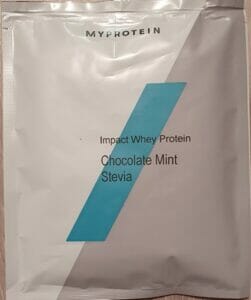 MYPROTEIN
Impact Whey Protein
Chocolate Mint
Stevia